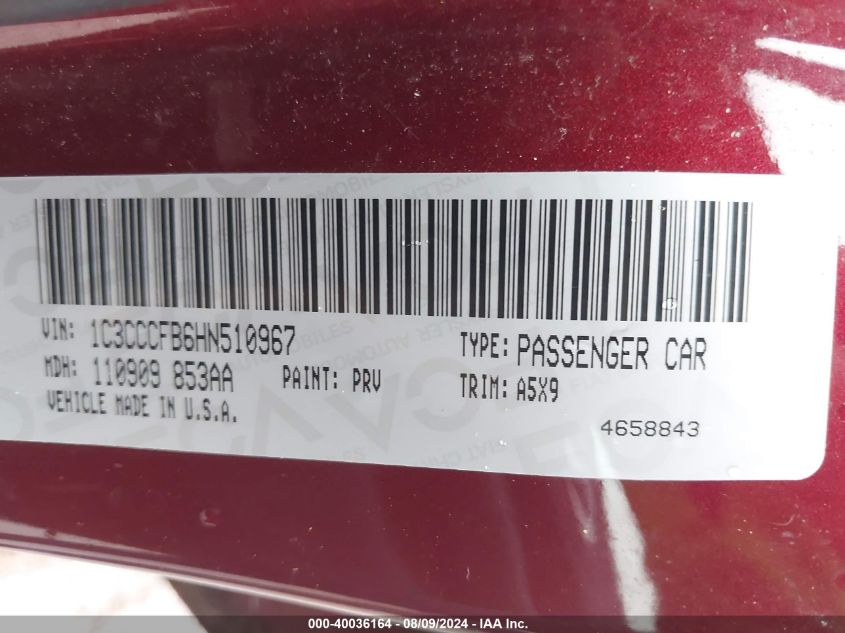 VIN: 1C3CCCFB6HN510967
TYPE: PASSENGER CAR
MDH: 110909 853AA
PAINT: PRV
TRIM: A5X9
VEHICLE MADE IN U.S.A.
4658843
000-40036164 - 08/09/2024 - IAA Inc.